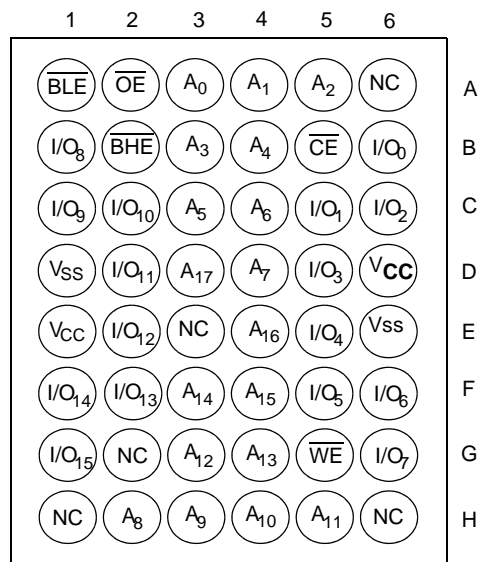 1 2 3 4 5 6
BLE OE A0 A1 A2 NC A
I/O8 BHE A3 A4 CE I/O0 B
I/O9 I/O10 A5 A6 I/O1 I/O2 C
VSS I/O11 A17 A7 I/O3 VCC D
VCC I/O12 NC A16 I/O4 Vss E
I/O14 I/O13 A14 A15 I/O5 I/O6 F
I/O15 NC A12 A13 WE I/O7 G
NC A8 A9 A10 A11 NC H